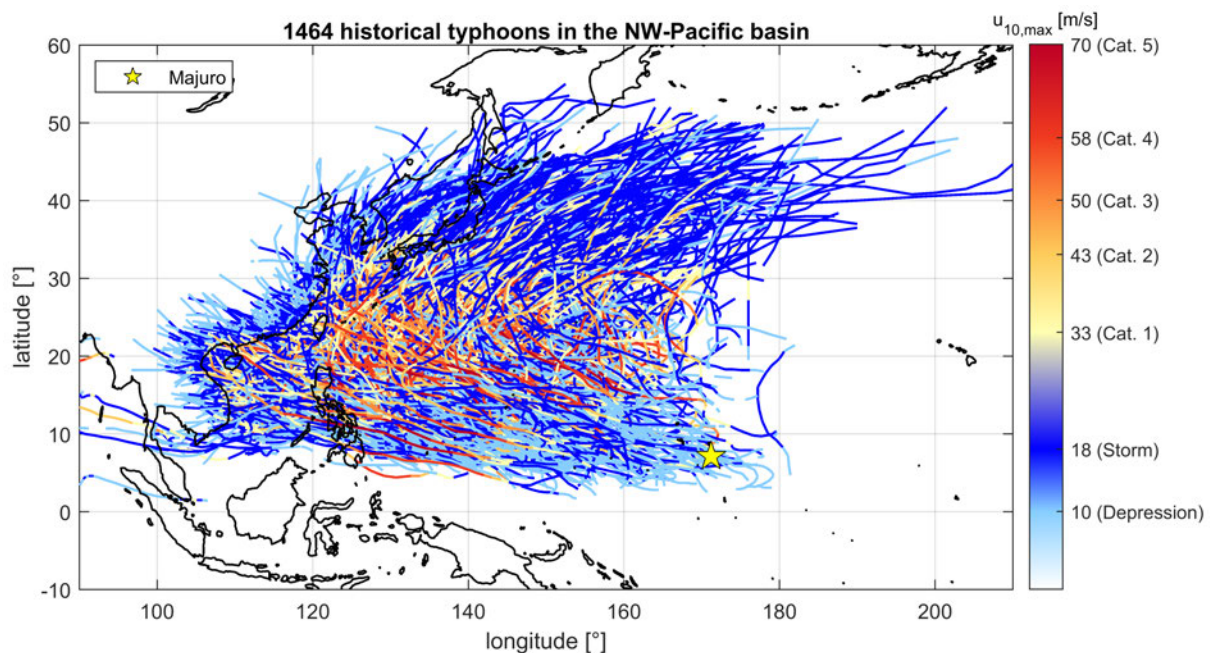 1464 historical typhoons in the NW-Pacific basin
u10,max [m/s]
Majuro
60
50
40
30
20
10
0
-10
latitude [°]
100
120
140
160
180
200
longitude [°]
70 (Cat. 5)
58 (Cat. 4)
50 (Cat. 3)
43 (Cat. 2)
33 (Cat. 1)
18 (Storm)
10 (Depression)